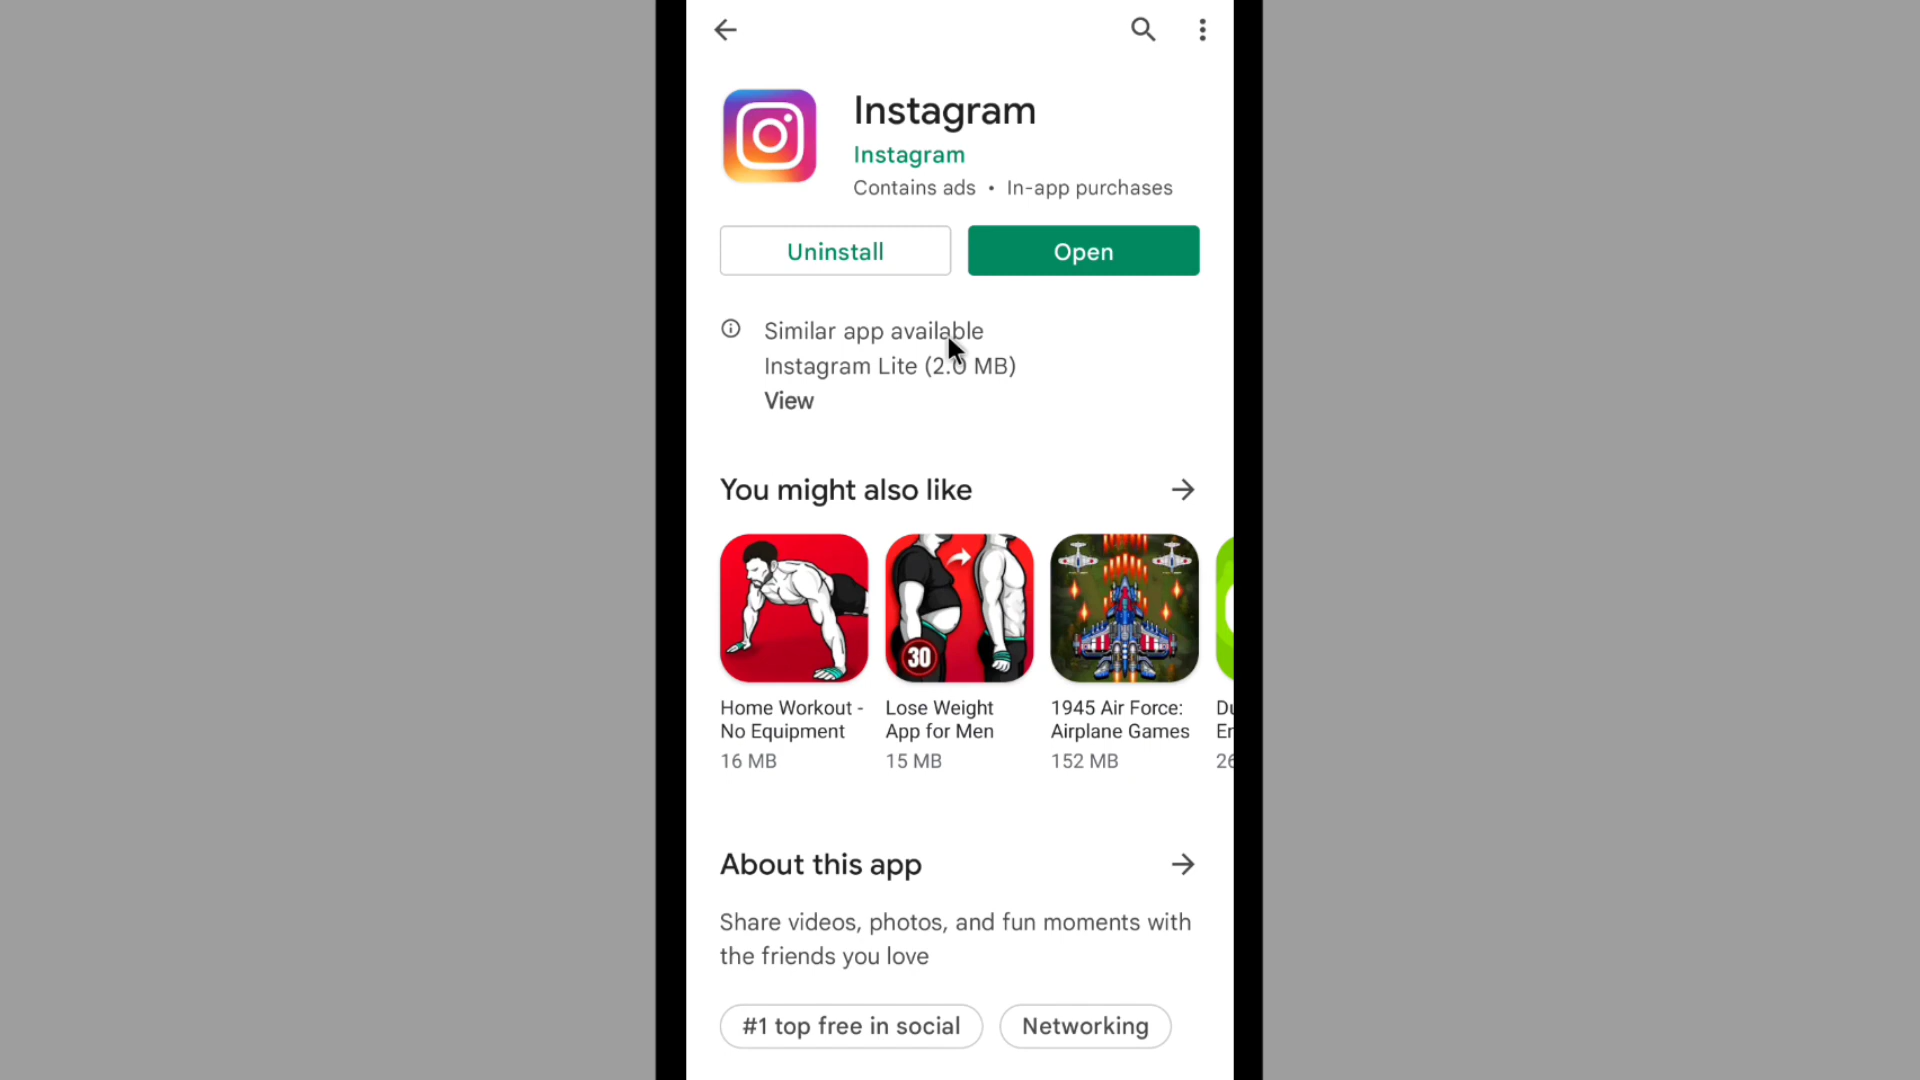 Instagram
Instagram
Contains ads • In-app purchases
Uninstall
Open
Similar app available
Instagram Lite (2.0 MB)
View
You might also like
30
Home Workout -
No Equipment
16 MB
Lose Weight
App for Men
15 MB
1945 Air Force:
Airplane Games
152 MB
About this app
Share videos, photos, and fun moments with
the friends you love
#1 top free in social
Networking